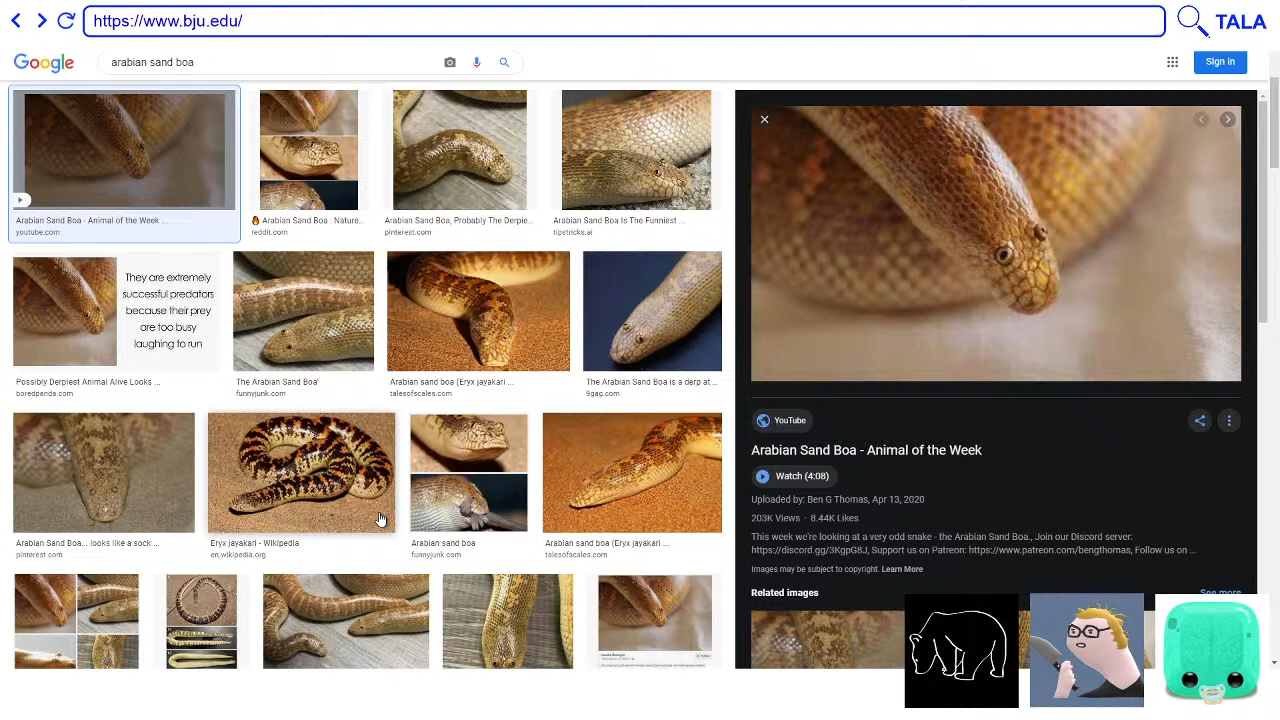 https://www.bju.edu/
TALA
Google
arabian sand boa
Sign in
Arabian Sand Boa - Animal of the Week ...
youtube.com
Arabian Sand Boa : Nature..
reddit.com
Arabian Sand Boa, Probably The Derpie...
pinterest.com
Arabian Sand Boa Is The Funniest ...
tipstricks.ai
They are extremely
successful predators
because their prey
are too busy
laughing to run
Possibly Derpiest Animal Alive Looks ...
boredpanda.com
The Arabian Sand Boa"
funnyjunk.com
Arabian sand boa (Eryx jayakari ...
talesofscales.com
The Arabian Sand Boa is a derp at ..
9gag.com
Arabian Sand Boa... looks like a sock ...
pinterest.com
Eryx jayakari - Wikipedia
en.wikipedia.org
Arabian sand boa
funnyjunk.com
Arabian sand boa (Eryx jayakari ...
talesofscales.com
YouTube
Arabian Sand Boa - Animal of the Week
Watch (4:08)
Uploaded by: Ben G Thomas, Apr 13, 2020
203K Views · 8.44K Likes
This week we're looking at a very odd snake - the Arabian Sand Boa., Join our Discord server:
https://discord.gg/3KgpG8J, Support us on Patreon: https://www.patreon.com/bengthomas, Follow us on ...
Images may be subject to copyright. Learn More
Related images
See more